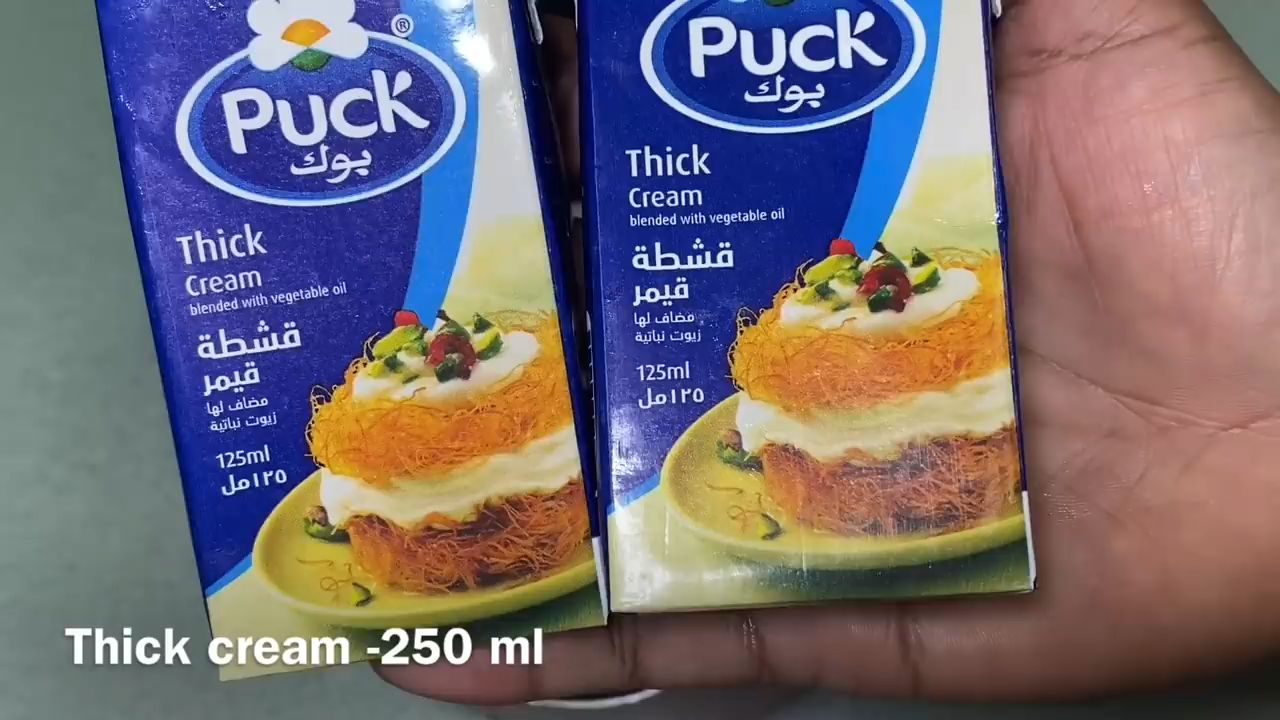 Puck®
بوك
Thick
Cream
blended with vegetable oil
قشطة
قيمر
مضاف لها
زيوت نباتية
125ml
١٢٥مل
Puck
بوك
Thick
Cream
blended with vegetable oil
قشطة
قيمر
مضاف لها
زيوت نباتية
125ml
١٢٥مل
Thick cream -250 ml